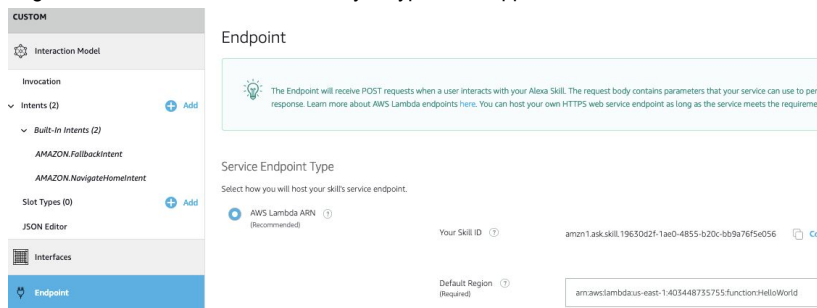 CUSTOM
Interaction Model
Invocation
Intents (2)
Add
Built-In Intents (2)
AMAZON.FallbackIntent
AMAZON.NavigateHomeIntent
Slot Types (0)
Add
JSON Editor
Interfaces
Endpoint
Endpoint
The Endpoint will receive POST requests when a user interacts with your Alexa Skill. The request body contains parameters that your service can use to per
response. Learn more about AWS Lambda endpoints here. You can host your own HTTPS web service endpoint as long as the service meets the requireme
Service Endpoint Type
Select how you will host your skill's service endpoint.
AWS Lambda ARN
(Recommended)
Your Skill ID
amzn1.ask.skill.19630d2f-1ae0-4855-b20c-bb9a76f5e056
Co
Default Region
(Required)
arn:aws:lambda:us-east-1:403448735755:function:HelloWorld